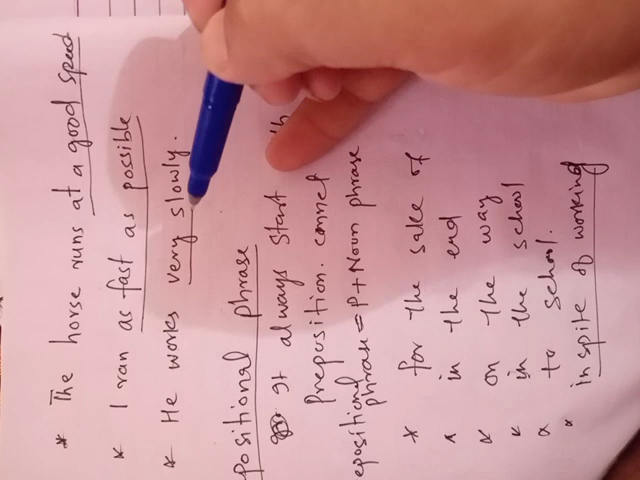 * The horse runs at a good speed
* I ran as fast as possible
* He works very slowly.
positional phrase
It always start
Preposition. connect
epositional phrase = P + Noun phrase
* for the sake of
* in the end
* on the way
* in the school
* to school.
* inspite of working